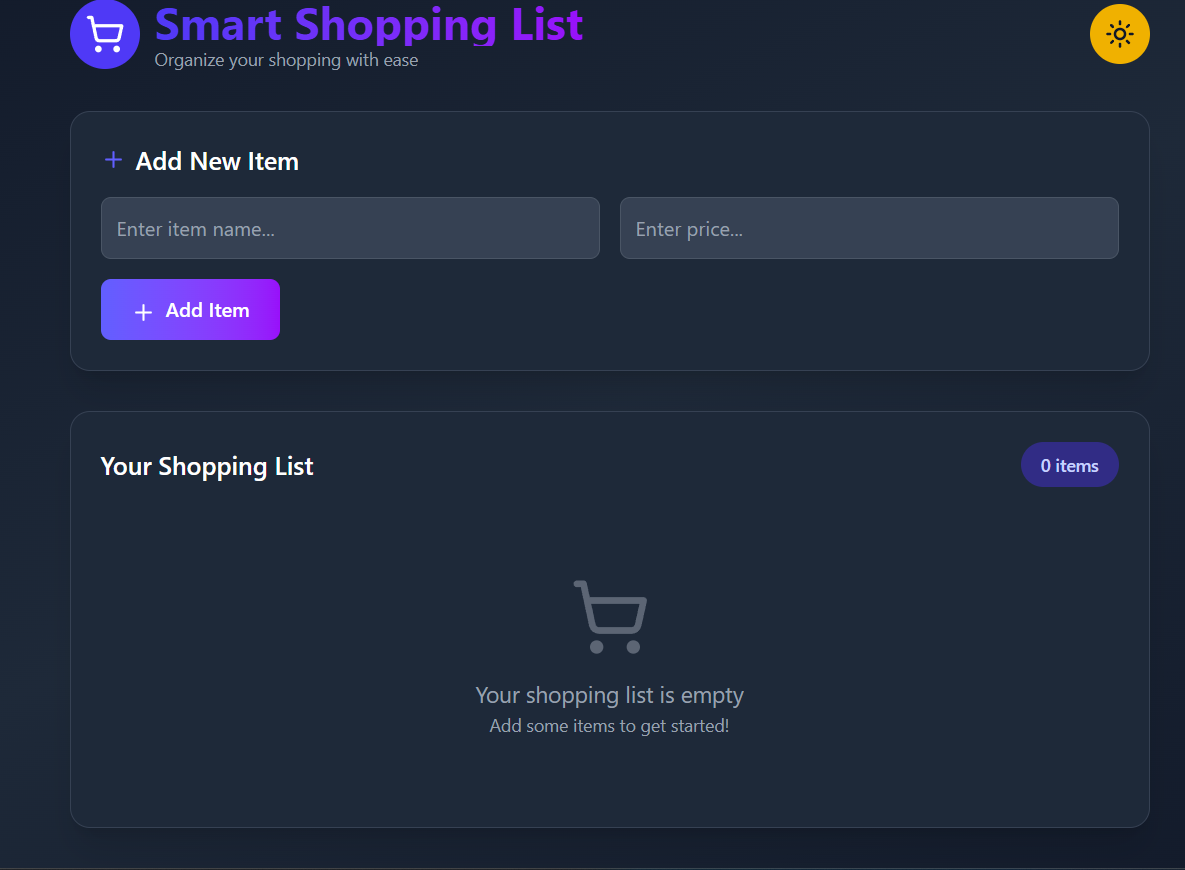 Smart Shopping List
Organize your shopping with ease
Add New Item
Enter item name...
Enter price...
Add Item
Your Shopping List
0 items
Your shopping list is empty
Add some items to get started!